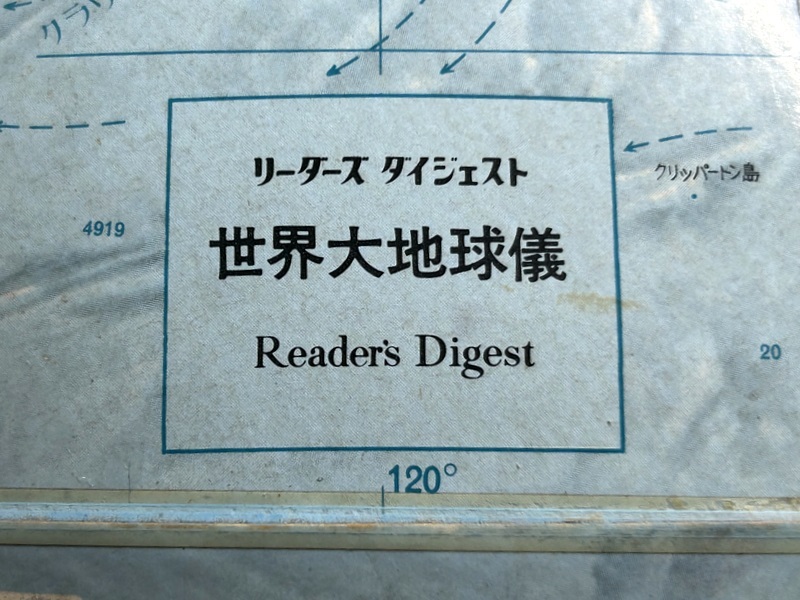 リーダーズ ダイジェスト
クリッパートン島
4919
世界大地球儀
Reader's Digest
20
120°